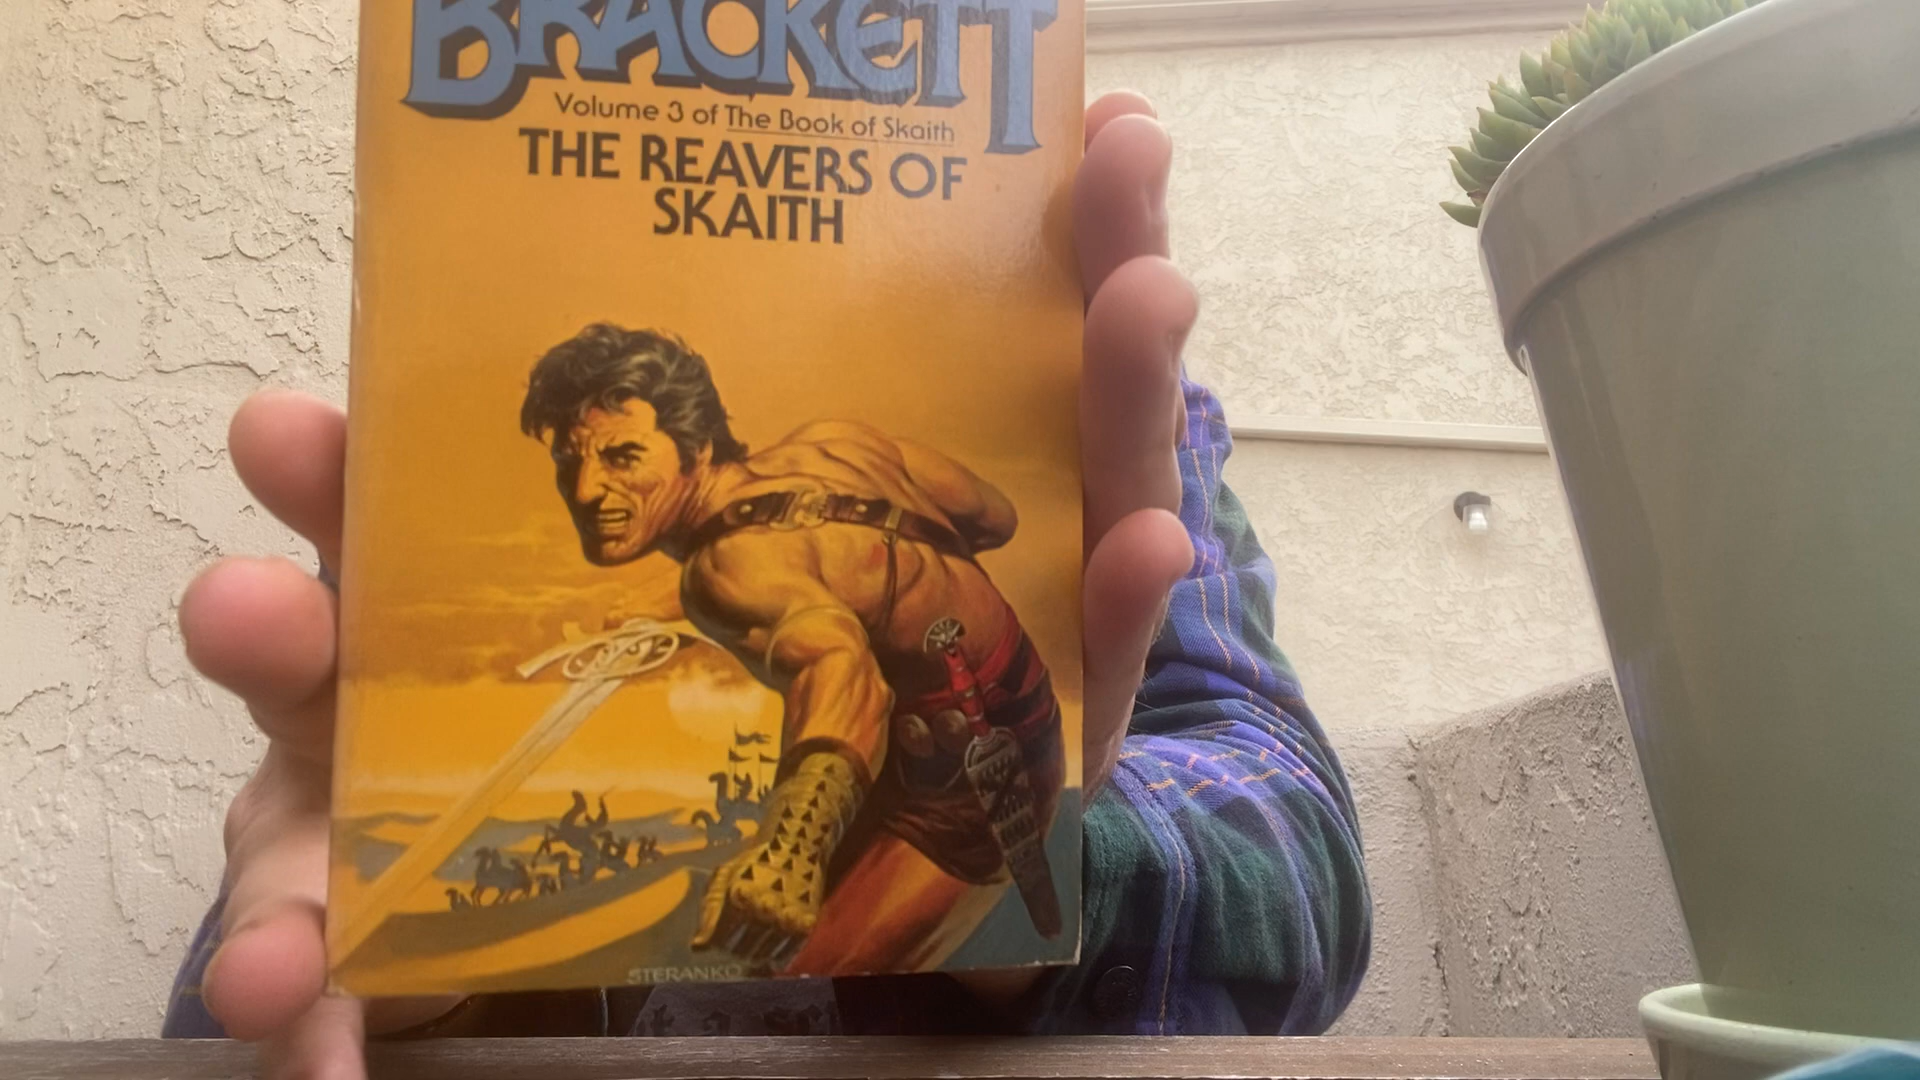 BRACKETT
Volume 3 of The Book of Skaith
THE REAVERS OF
SKAITH
STERANKO